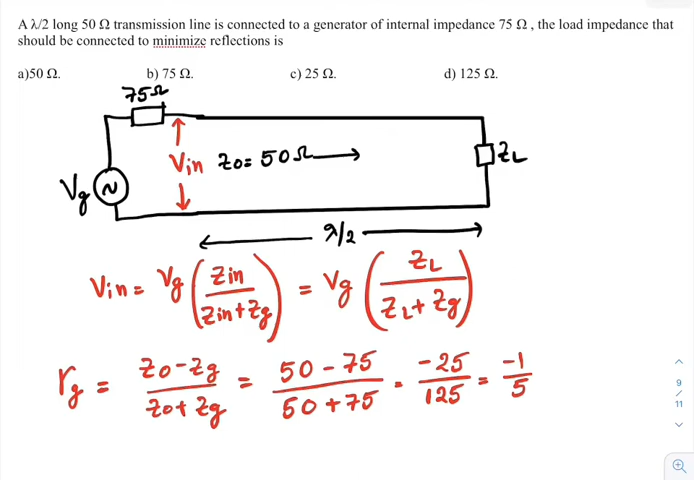 A λ/2 long 50 Ω transmission line is connected to a generator of internal impedance 75 Ω , the load impedance that
should be connected to minimize reflections is
a)50 Ω. b) 75 Ω. c) 25 Ω. d) 125 Ω.
75Ω
Vg ~ Vin Zo= 50Ω → ZL
λ/2
Vin = Vg (Zin / Zin+Zg) = Vg (ZL / ZL+Zg)
Γg = Zo-Zg / Zo+Zg = 50-75 / 50+75 = -25 / 125 = -1 / 5
9
/
11